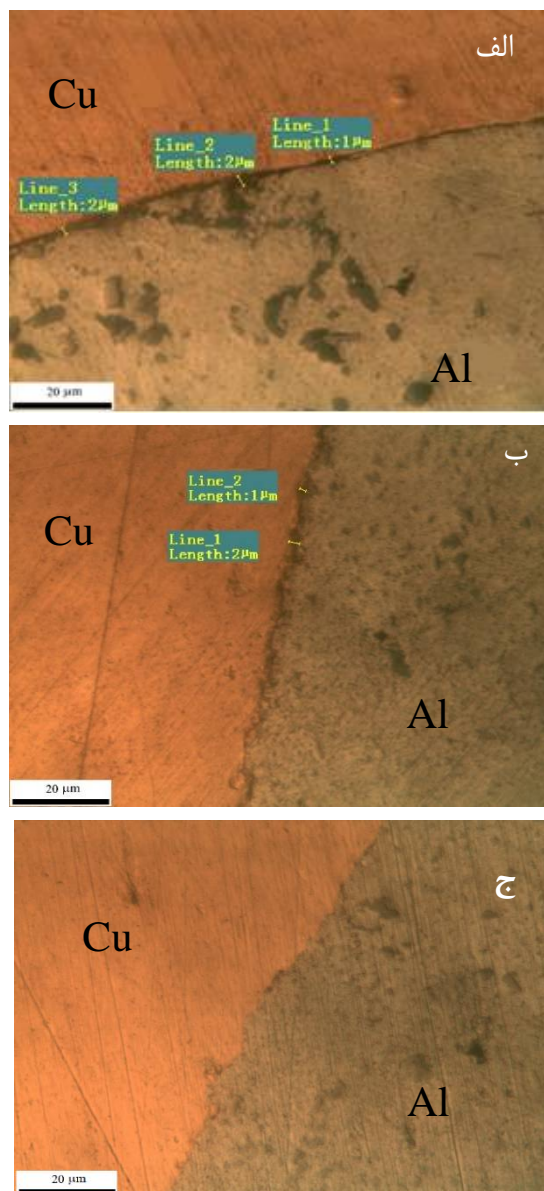 الف
Cu
Line_1
Length:1μm
Line_2
Length:2μm
Line_3
Length:2μm
Al
20 μm
ب
Line_2
Length:1μm
Cu
Line_1
Length:2μm
Al
20 μm
ج
Cu
Al
20 μm